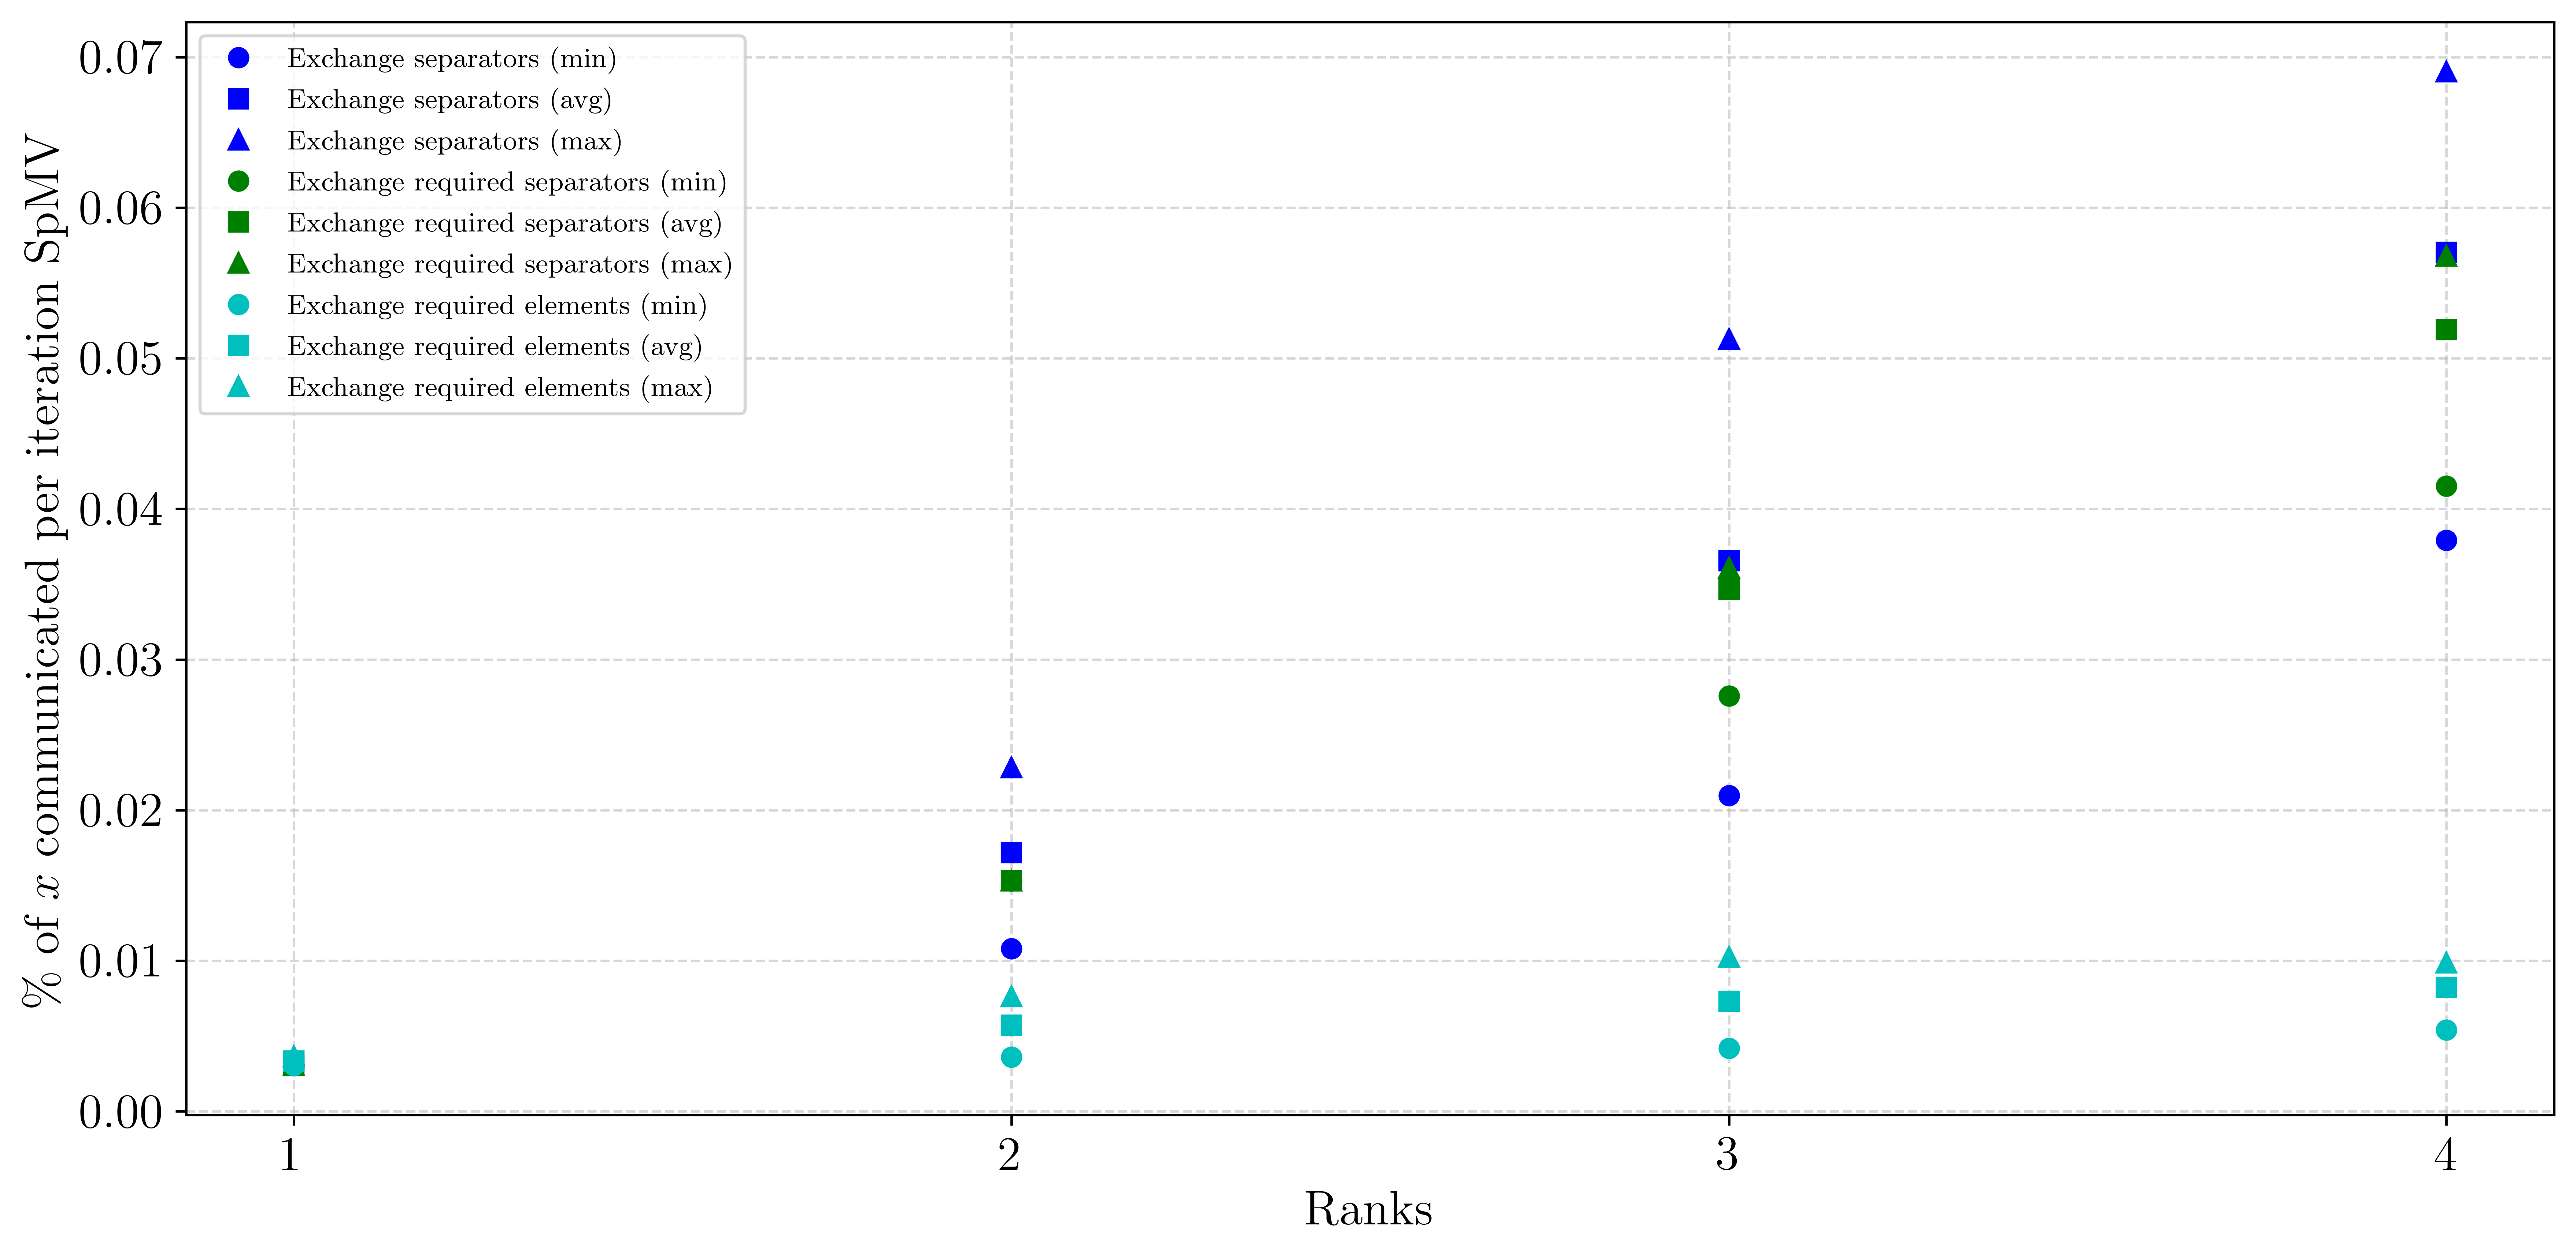 % of x communicated per iteration SpMV
0.07
0.06
0.05
0.04
0.03
0.02
0.01
0.00
Exchange separators (min)
Exchange separators (avg)
Exchange separators (max)
Exchange required separators (min)
Exchange required separators (avg)
Exchange required separators (max)
Exchange required elements (min)
Exchange required elements (avg)
Exchange required elements (max)
1 2 3 4
Ranks